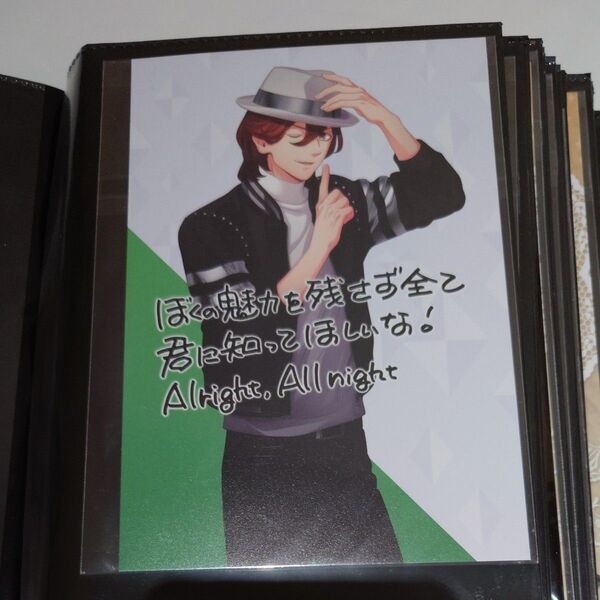 ぼくの魅力を残さず全て
君に知ってほしいな！
Alright, All night